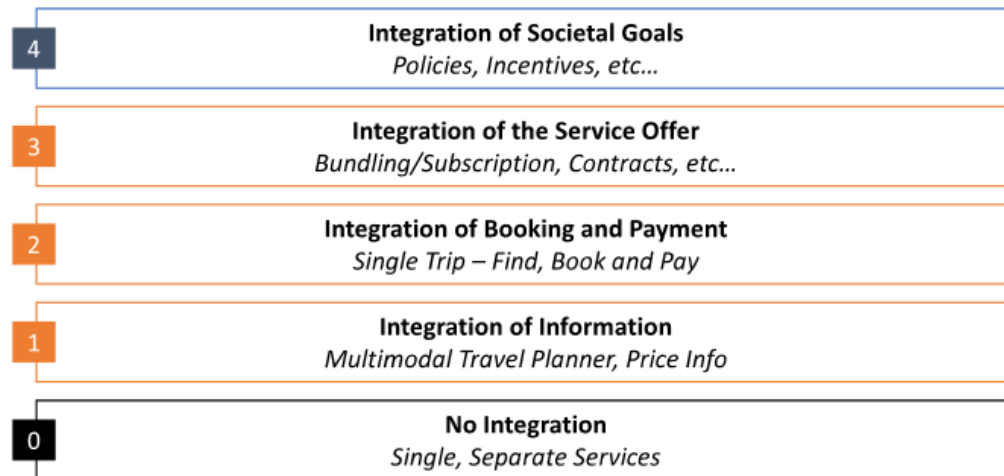 4
Integration of Societal Goals
Policies, Incentives, etc...
3
Integration of the Service Offer
Bundling/Subscription, Contracts, etc...
2
Integration of Booking and Payment
Single Trip – Find, Book and Pay
1
Integration of Information
Multimodal Travel Planner, Price Info
0
No Integration
Single, Separate Services